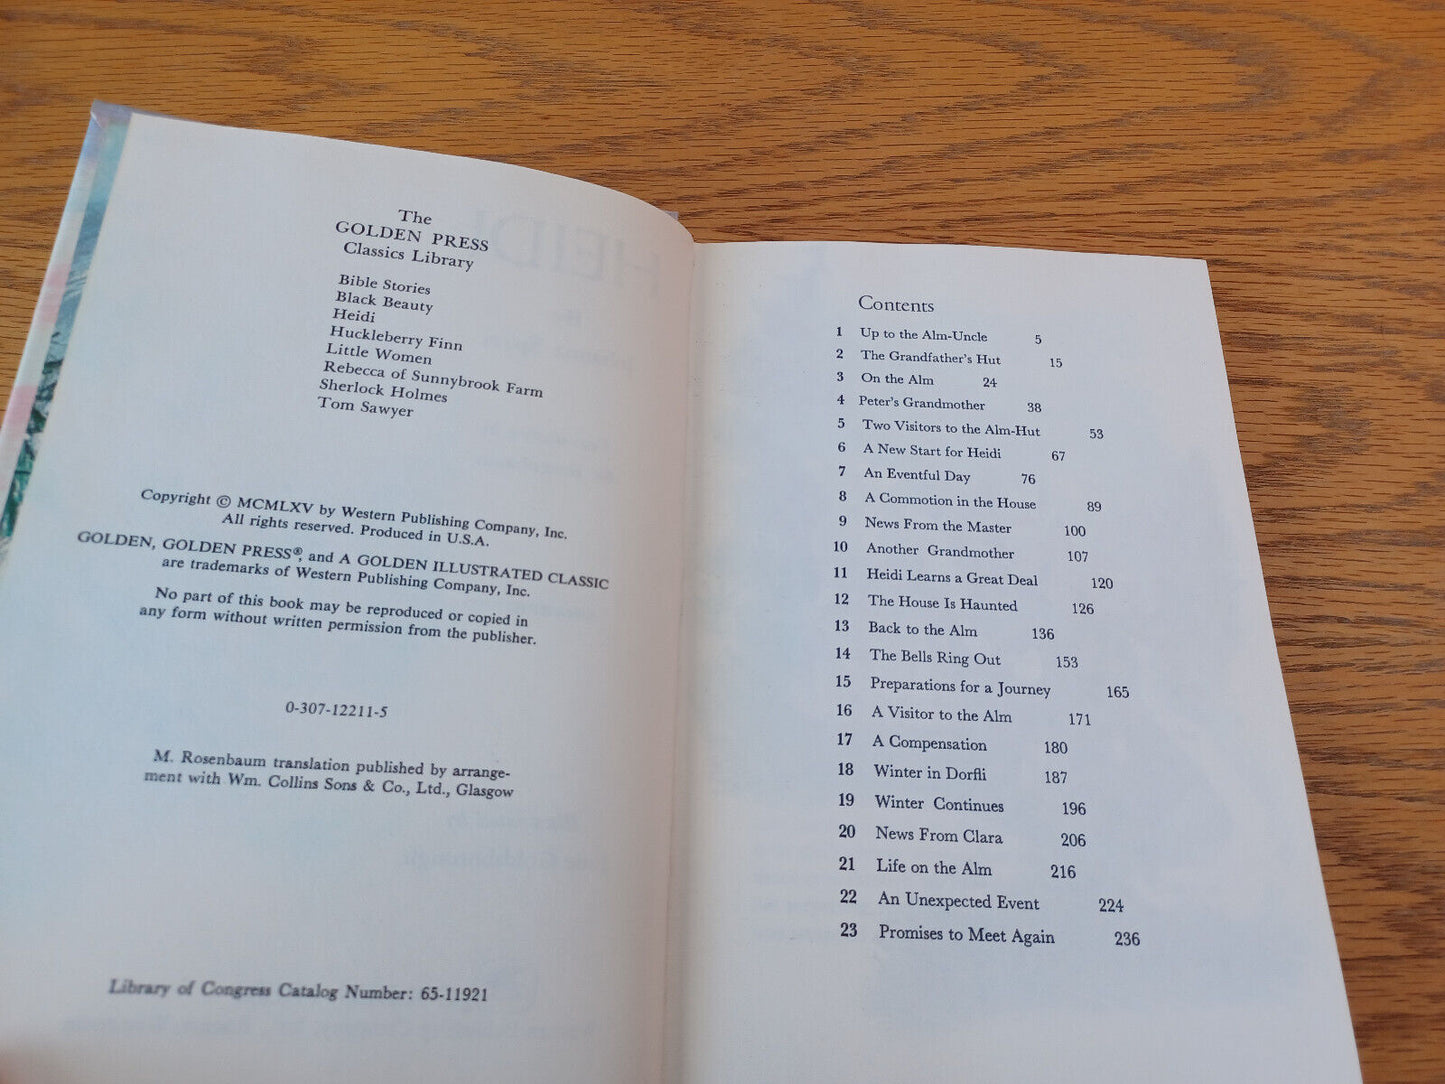 The
GOLDEN PRESS
Classics Library
Bible Stories
Black Beauty
Heidi
Huckleberry Finn
Little Women
Rebecca of Sunnybrook Farm
Sherlock Holmes
Tom Sawyer
Copyright © MCMLXV by Western Publishing Company, Inc.
All rights reserved. Produced in U.S.A.
GOLDEN, GOLDEN PRESS®, and A GOLDEN ILLUSTRATED CLASSIC
are trademarks of Western Publishing Company, Inc.
No part of this book may be reproduced or copied in
any form without written permission from the publisher.
0-307-12211-5
M. Rosenbaum translation published by arrange-
ment with Wm. Collins Sons & Co., Ltd., Glasgow
Library of Congress Catalog Number: 65-11921
Contents
1 Up to the Alm-Uncle 5
2 The Grandfather's Hut 15
3 On the Alm 24
4 Peter's Grandmother 38
5 Two Visitors to the Alm-Hut 53
6 A New Start for Heidi 67
7 An Eventful Day 76
8 A Commotion in the House 89
9 News From the Master 100
10 Another Grandmother 107
11 Heidi Learns a Great Deal 120
12 The House Is Haunted 126
13 Back to the Alm 136
14 The Bells Ring Out 153
15 Preparations for a Journey 165
16 A Visitor to the Alm 171
17 A Compensation 180
18 Winter in Dorfli 187
19 Winter Continues 196
20 News From Clara 206
21 Life on the Alm 216
22 An Unexpected Event 224
23 Promises to Meet Again 236